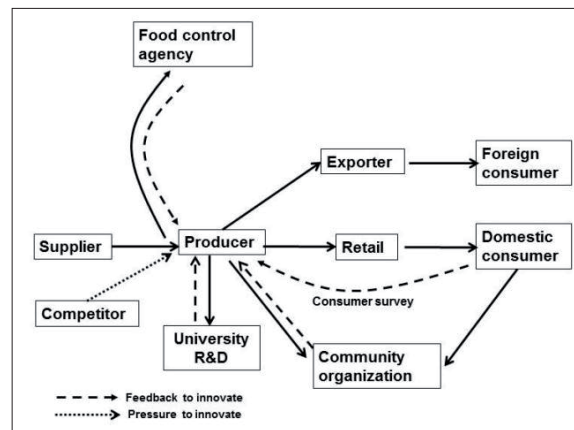 Food control
agency
Exporter
Foreign
consumer
Supplier
Producer
Retail
Domestic
consumer
Consumer survey
Competitor
University
R&D
Community
organization
Feedback to innovate
Pressure to innovate